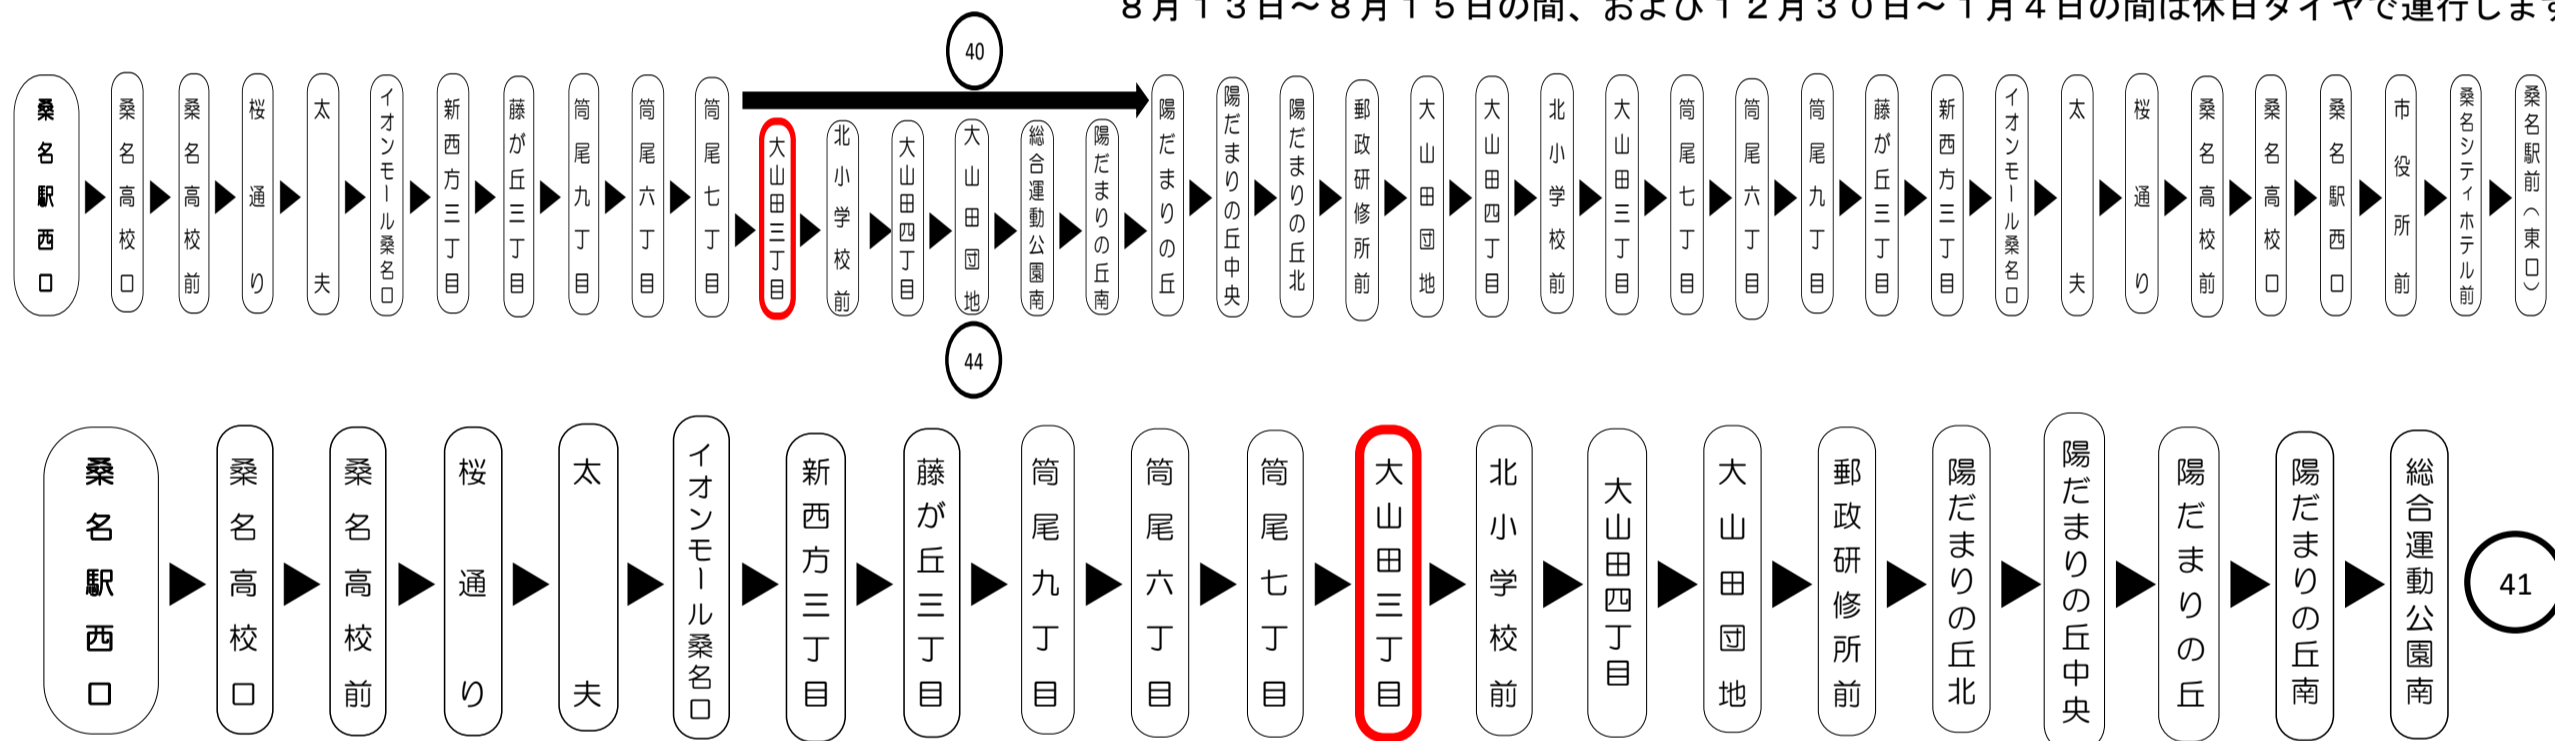 8月13日～8月15日の間、および12月30日～1月4日の間は休日ダイヤで運行します
40
桑名駅西口
桑名高校口
桑名高校前
桜通り
太夫
イオンモール桑名口
新西方三丁目
藤が丘三丁目
筒尾九丁目
筒尾六丁目
筒尾七丁目
大山田三丁目
北小学校前
大山田四丁目
大山田団地
総合運動公園南
陽だまりの丘南
陽だまりの丘
陽だまりの丘中央
陽だまりの丘北
郵政研修所前
大山田団地
大山田四丁目
北小学校前
大山田三丁目
筒尾七丁目
筒尾六丁目
筒尾九丁目
藤が丘三丁目
新西方三丁目
イオンモール桑名口
太夫
桜通り
桑名高校前
桑名高校口
桑名駅西口
市役所前
桑名シティホテル前
桑名駅前（東口）
44
桑名駅西口
桑名高校口
桑名高校前
桜通り
太夫
イオンモール桑名口
新西方三丁目
藤が丘三丁目
筒尾九丁目
筒尾六丁目
筒尾七丁目
大山田三丁目
北小学校前
大山田四丁目
大山田団地
郵政研修所前
陽だまりの丘北
陽だまりの丘中央
陽だまりの丘
陽だまりの丘南
総合運動公園南
41